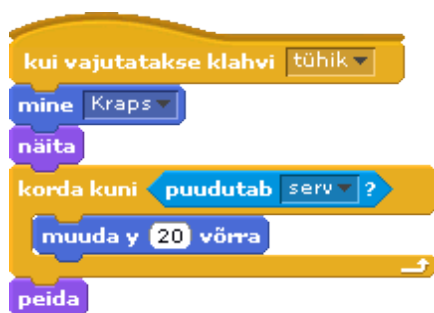 kui vajutatakse klahvi tühik
mine Kraps
näita
korda kuni puudutab serv ?
muuda y 20 võrra
peida